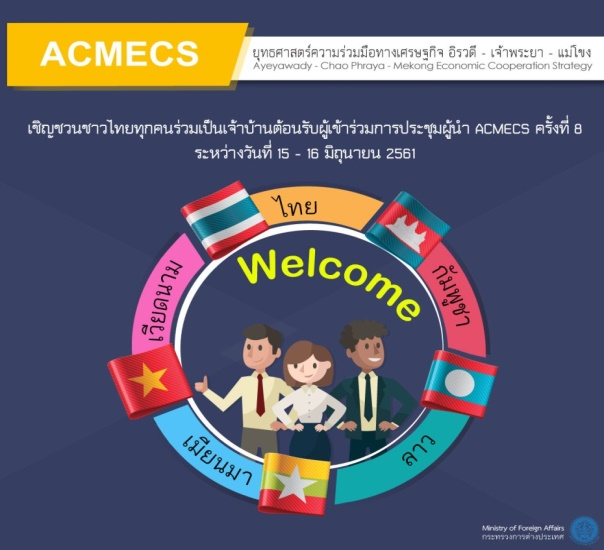 ACMECS
ยุทธศาสตร์ความร่วมมือทางเศรษฐกิจ อิรวดี - เจ้าพระยา - แม่โขง
Ayeyawady - Chao Phraya - Mekong Economic Cooperation Strategy
เชิญชวนชาวไทยทุกคนร่วมเป็นเจ้าบ้านต้อนรับผู้เข้าร่วมการประชุมผู้นำ ACMECS ครั้งที่ 8
ระหว่างวันที่ 15 - 16 มิถุนายน 2561
ไทย
กัมพูชา
เวียดนาม
Welcome
ลาว
เมียนมา
Ministry of Foreign Affairs
กระทรวงการต่างประเทศ